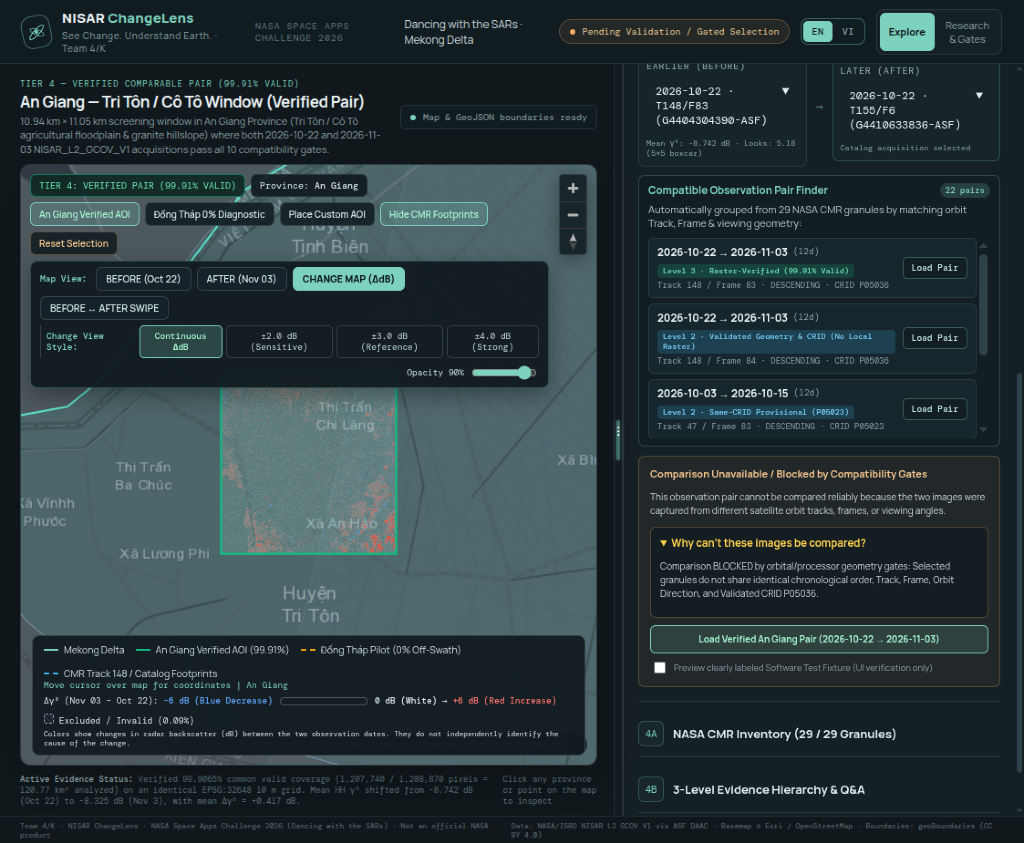 NISAR ChangeLens
See Change. Understand Earth. ·
Team 4/K
NASA SPACE APPS
CHALLENGE 2026
Dancing with the SARs ·
Mekong Delta
Pending Validation / Gated Selection
EN
VI
Explore
Research
& Gates
TIER 4 — VERIFIED COMPARABLE PAIR (99.91% VALID)
An Giang — Tri Tôn / Cô Tô Window (Verified Pair)
10.94 km × 11.05 km screening window in An Giang Province (Tri Tôn / Cô Tô
agricultural floodplain & granite hillslope) where both 2026-10-22 and 2026-11-
03 NISAR_L2_GCOV_V1 acquisitions pass all 10 compatibility gates.
Map & GeoJSON boundaries ready
TIER 4: VERIFIED PAIR (99.91% VALID)
Province: An Giang
An Giang Verified AOI
Đồng Tháp 0% Diagnostic
Place Custom AOI
Hide CMR Footprints
Reset Selection
Huyện
Tịnh Biên
Map View:
BEFORE (Oct 22)
AFTER (Nov 03)
CHANGE MAP (ΔdB)
BEFORE ↔ AFTER SWIPE
Change View
Style:
Continuous
ΔdB
±2.0 dB
(Sensitive)
±3.0 dB
(Reference)
±4.0 dB
(Strong)
Opacity 90%
Thị Trấn
Chi Lăng
Thị Trấn
Ba Chúc
Xã Vĩnhh
Phước
Xã An Hảo
Xã Lương Phi
Huyện
Tri Tôn
Mekong Delta
An Giang Verified AOI (99.91%)
Đồng Tháp Pilot (0% Off-Swath)
CMR Track 148 / Catalog Footprints
Move cursor over map for coordinates | An Giang
Δγ⁰ (Nov 03 − Oct 22): -6 dB (Blue Decrease)
0 dB (White) → +6 dB (Red Increase)
Excluded / Invalid (0.09%)
Colors show changes in radar backscatter (dB) between the two observation dates. They do not independently identify the
cause of the change.
Active Evidence Status: Verified 99.9065% common valid coverage (1,207,740 / 1,208,870 pixels =
120.77 km² analyzed) on an identical EPSG:32648 10 m grid. Mean HH γ⁰ shifted from -8.742 dB
(Oct 22) to -8.325 dB (Nov 3), with mean Δγ⁰ = +0.417 dB.
Click any province
or point on the map
to inspect
EARLIER (BEFORE)
2026-10-22 ·
T148/F83
(G4404304390-ASF)
▼
Mean γ⁰: -8.742 dB · Looks: 5.18
(5×5 boxcar)
→
LATER (AFTER)
2026-10-22 ·
T155/F6
(G4410633836-ASF)
▼
Catalog acquisition selected
Compatible Observation Pair Finder
22 pairs
Automatically grouped from 29 NASA CMR granules by matching orbit
Track, Frame & viewing geometry:
2026-10-22 → 2026-11-03 (12d)
Level 3 · Raster-Verified (99.91% Valid)
Track 148 / Frame 83 · DESCENDING · CRID P05036
Load Pair
2026-10-22 → 2026-11-03 (12d)
Level 2 · Validated Geometry & CRID (No Local
Raster)
Track 148 / Frame 84 · DESCENDING · CRID P05036
Load Pair
2026-10-03 → 2026-10-15 (12d)
Level 2 · Same-CRID Provisional (P05023)
Track 47 / Frame 83 · DESCENDING · CRID P05023
Load Pair
Comparison Unavailable / Blocked by Compatibility Gates
This observation pair cannot be compared reliably because the two images were
captured from different satellite orbit tracks, frames, or viewing angles.
▼ Why can't these images be compared?
Comparison BLOCKED by orbital/processor geometry gates: Selected
granules do not share identical chronological order, Track, Frame, Orbit
Direction, and Validated CRID P05036.
Load Verified An Giang Pair (2026-10-22 → 2026-11-03)
Preview clearly labeled Software Test Fixture (UI verification only)
4A
NASA CMR Inventory (29 / 29 Granules)
4B
3-Level Evidence Hierarchy & Q&A
Team 4/K · NISAR ChangeLens · NASA Space Apps Challenge 2026 (Dancing with the SARs) · Not an official NASA
product
Data: NASA/ISRO NISAR L2 GCOV V1 via ASF DAAC · Basemap © Esri / OpenStreetMap · Boundaries: geoBoundaries (CC
BY 4.0)